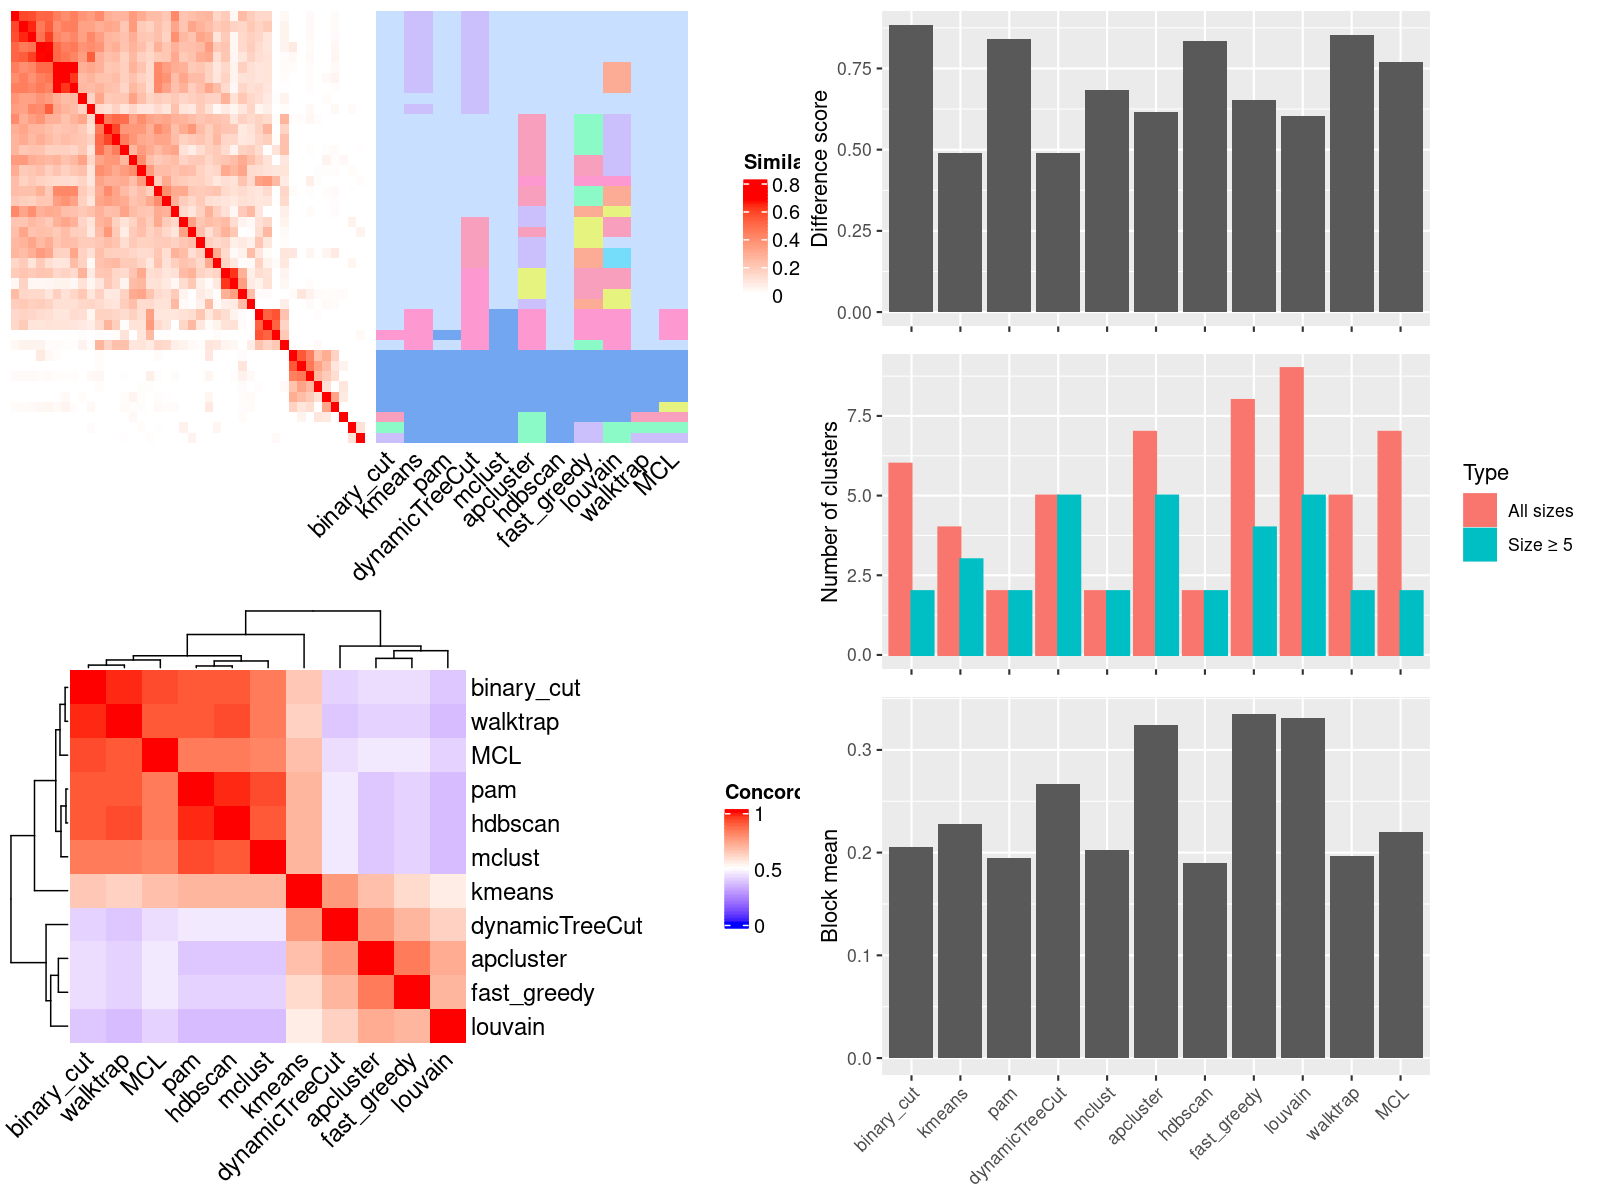 Simila
0.8
0.6
0.4
0.2
0
binary_cut
kmeans
pam
dynamicTreeCut
mclust
apcluster
hdbscan
fast_greedy
louvain
walktrap
MCL
binary_cut
walktrap
MCL
pam
hdbscan
mclust
kmeans
dynamicTreeCut
apcluster
fast_greedy
louvain
binary_cut
walktrap
MCL
pam
hdbscan
mclust
kmeans
dynamicTreeCut
apcluster
fast_greedy
louvain
Concord
1
0.5
0
Difference score
0.75
0.50
0.25
0.00
Number of clusters
7.5
5.0
2.5
0.0
Type
All sizes
Size ≥ 5
Block mean
0.3
0.2
0.1
0.0
binary_cut
kmeans
pam
dynamicTreeCut
mclust
apcluster
hdbscan
fast_greedy
louvain
walktrap
MCL